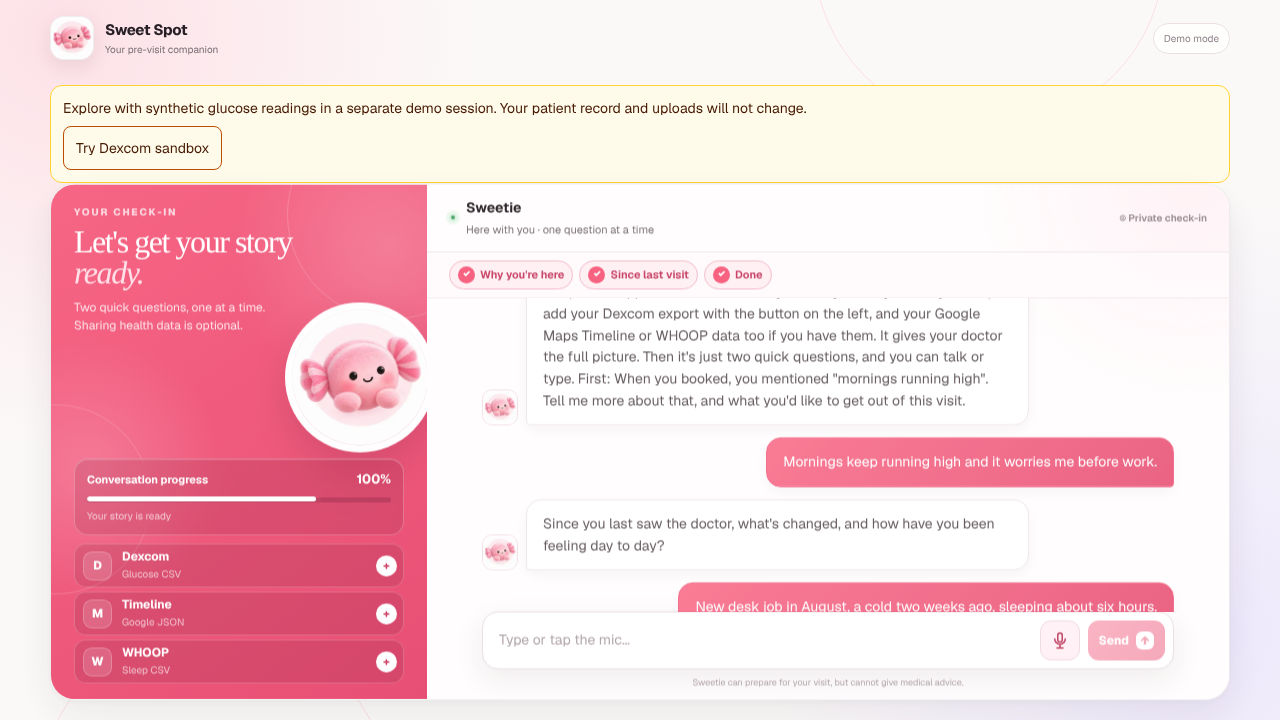 Sweet Spot
Your pre-visit companion
Demo mode
Explore with synthetic glucose readings in a separate demo session. Your patient record and uploads will not change.
Try Dexcom sandbox
YOUR CHECK-IN
Let's get your story
ready.
Two quick questions, one at a time.
Sharing health data is optional.
Conversation progress
100%
Your story is ready
D
Dexcom
Glucose CSV
+
M
Timeline
Google JSON
+
W
WHOOP
Sleep CSV
+
Sweetie
Here with you · one question at a time
Private check-in
Why you're here
Since last visit
Done
add your Dexcom export with the button on the left, and your Google
Maps Timeline or WHOOP data too if you have them. It gives your doctor
the full picture. Then it's just two quick questions, and you can talk or
type. First: When you booked, you mentioned "mornings running high".
Tell me more about that, and what you'd like to get out of this visit.
Mornings keep running high and it worries me before work.
Since you last saw the doctor, what's changed, and how have you been
feeling day to day?
New desk job in August, a cold two weeks ago, sleeping about six hours.
Type or tap the mic...
Send
Sweetie can prepare for your visit, but cannot give medical advice.